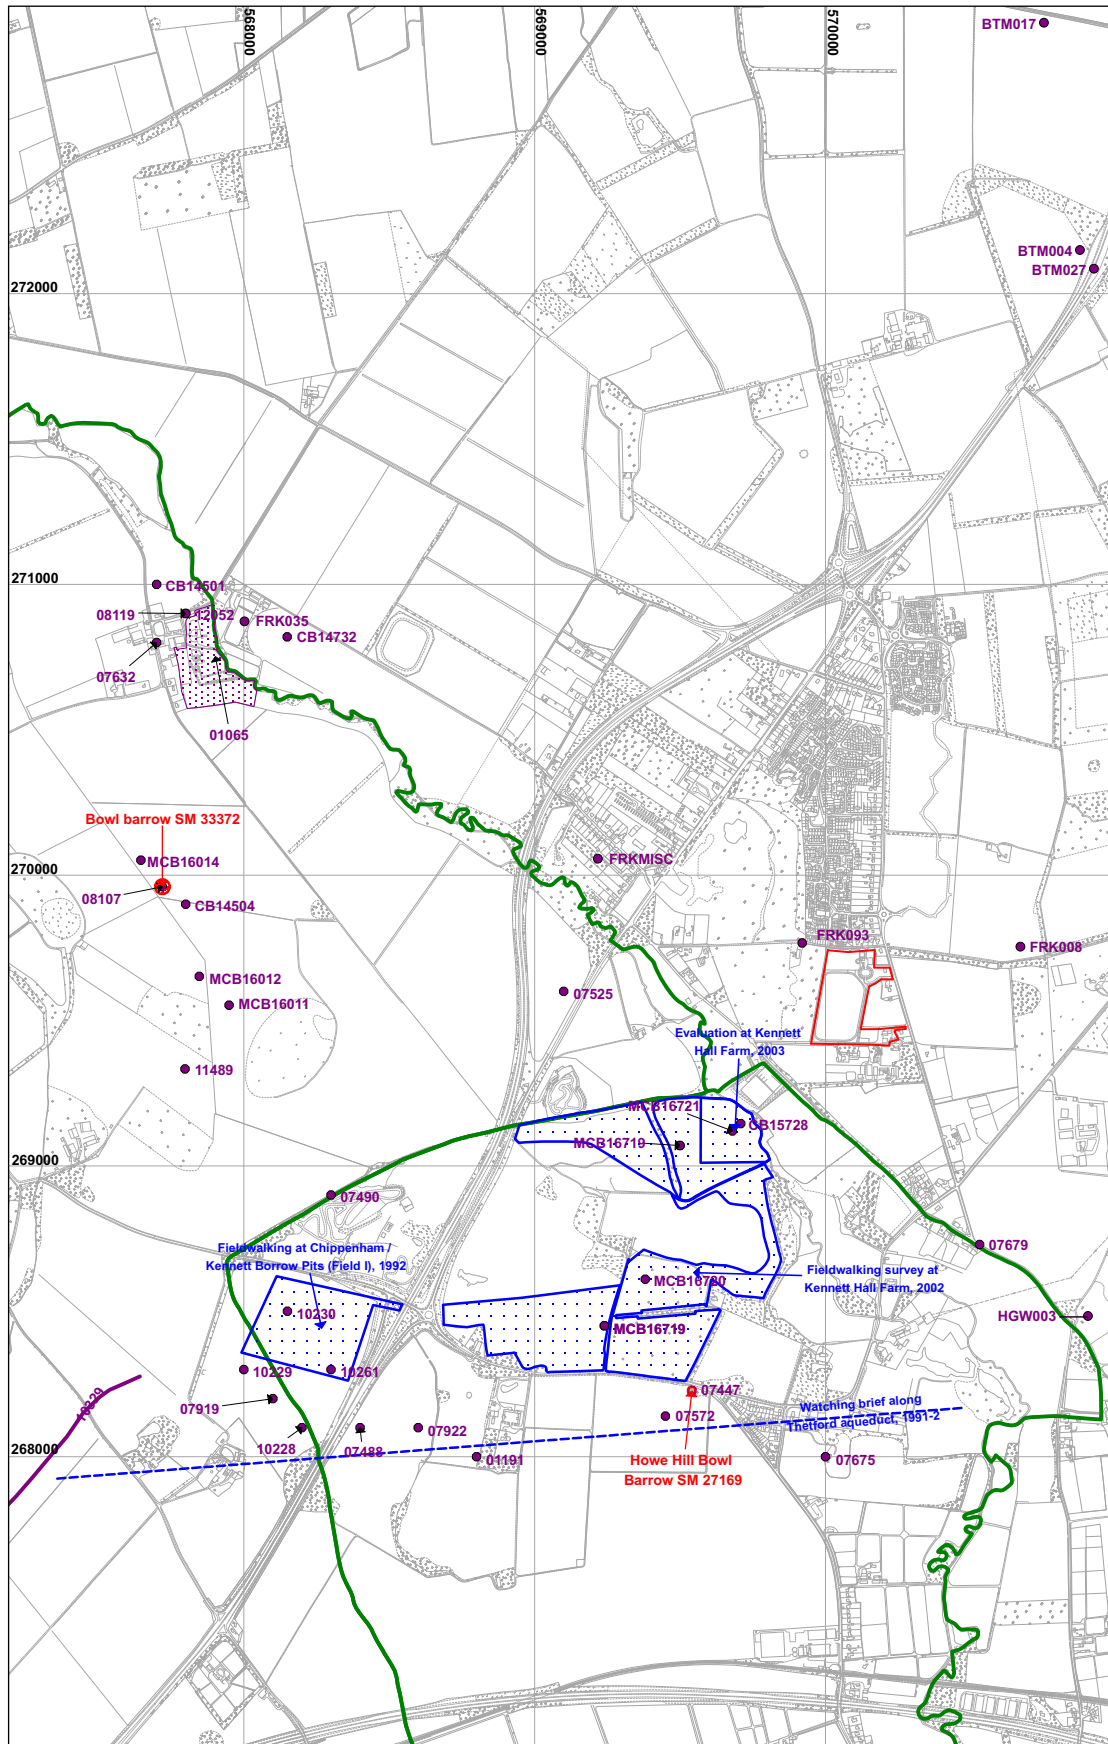 568000
569000
570000
BTM017
BTM004
BTM027
272000
271000
CB14501
08119
12052
FRK035
CB14732
07632
01065
Bowl barrow SM 33372
MCB16014
FRKMISC
270000
08107
CB14504
FRK093
FRK008
MCB16012
07525
MCB16011
Evaluation at Kennett
Hall Farm, 2003
11489
MCB16721
CB15728
MCB16719
269000
07490
07679
Fieldwalking at Chippenham /
Kennett Borrow Pits (Field I), 1992
Fieldwalking survey at
Kennett Hall Farm, 2002
MCB16720
10230
HGW003
MCB16719
10229
10261
07447
07919
07572
Watching brief along
Thetford aqueduct, 1991-2
10228
07488
07922
268000
01191
07675
Howe Hill Bowl
Barrow SM 27169